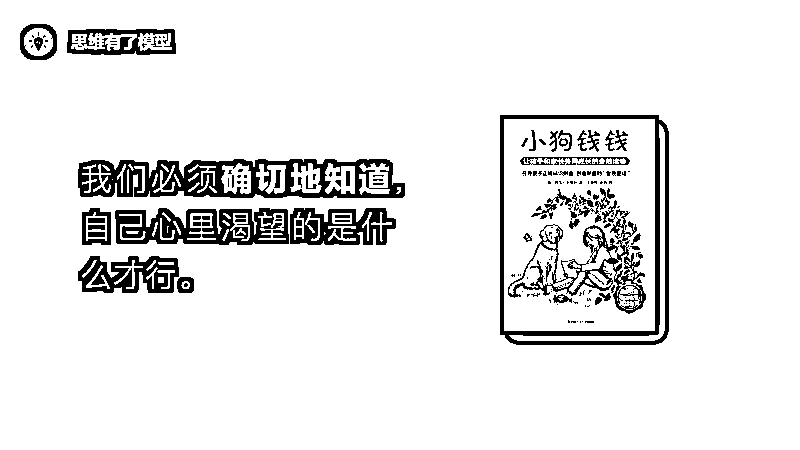 思维有了模型
我们必须确切地知道,
自己心里渴望的是什
么才行。
小狗钱钱